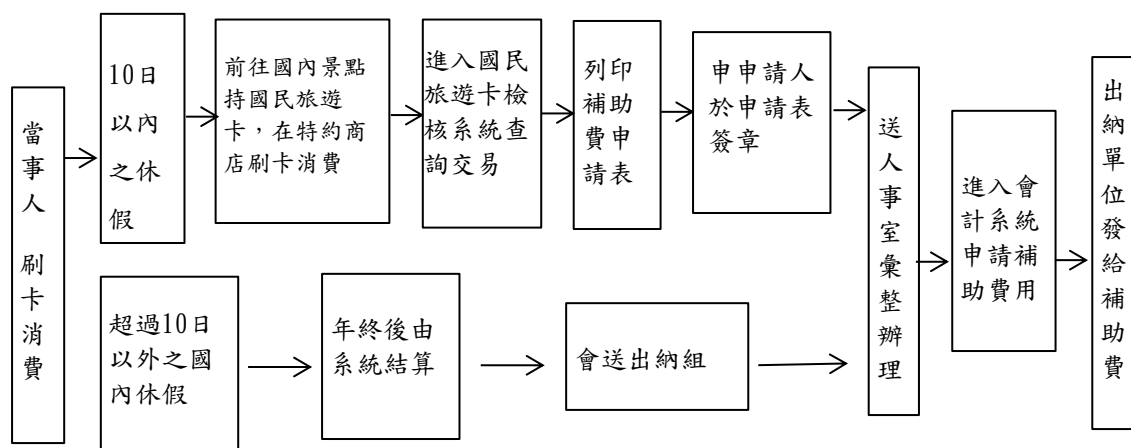 當事人 刷卡消費
10日
以內
之休
假
前往國內景點
持國民旅遊
卡，在特約商
店刷卡消費
進入國民
旅遊卡檢
核系統查
詢交易
列印
補助
費申
請表
申申請人
於申請表
簽章
送人事室彙整辦理
進入會
計系統
申請補
助費用
出納單位發給補助費
超過10日
以外之國
內休假
年終後由
系統結算
會送出納組